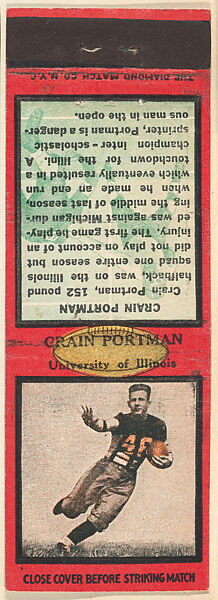 THE DIAMOND MATCH CO. N.Y.C.
CRAIN PORTMAN
Crain Portman, 152 pound
halfback, was on the Illinois
squad one entire season but
did not play on account of an
injury. The first game he play-
ed was against Michigan dur-
ing the middle of last season,
when he made an end run
which eventually resulted in a
touchdown for the Illini. A
champion inter-scholastic
sprinter, Portman is danger-
ous in the open.
CRAIN PORTMAN
University of Illinois
46
CLOSE COVER BEFORE STRIKING MATCH